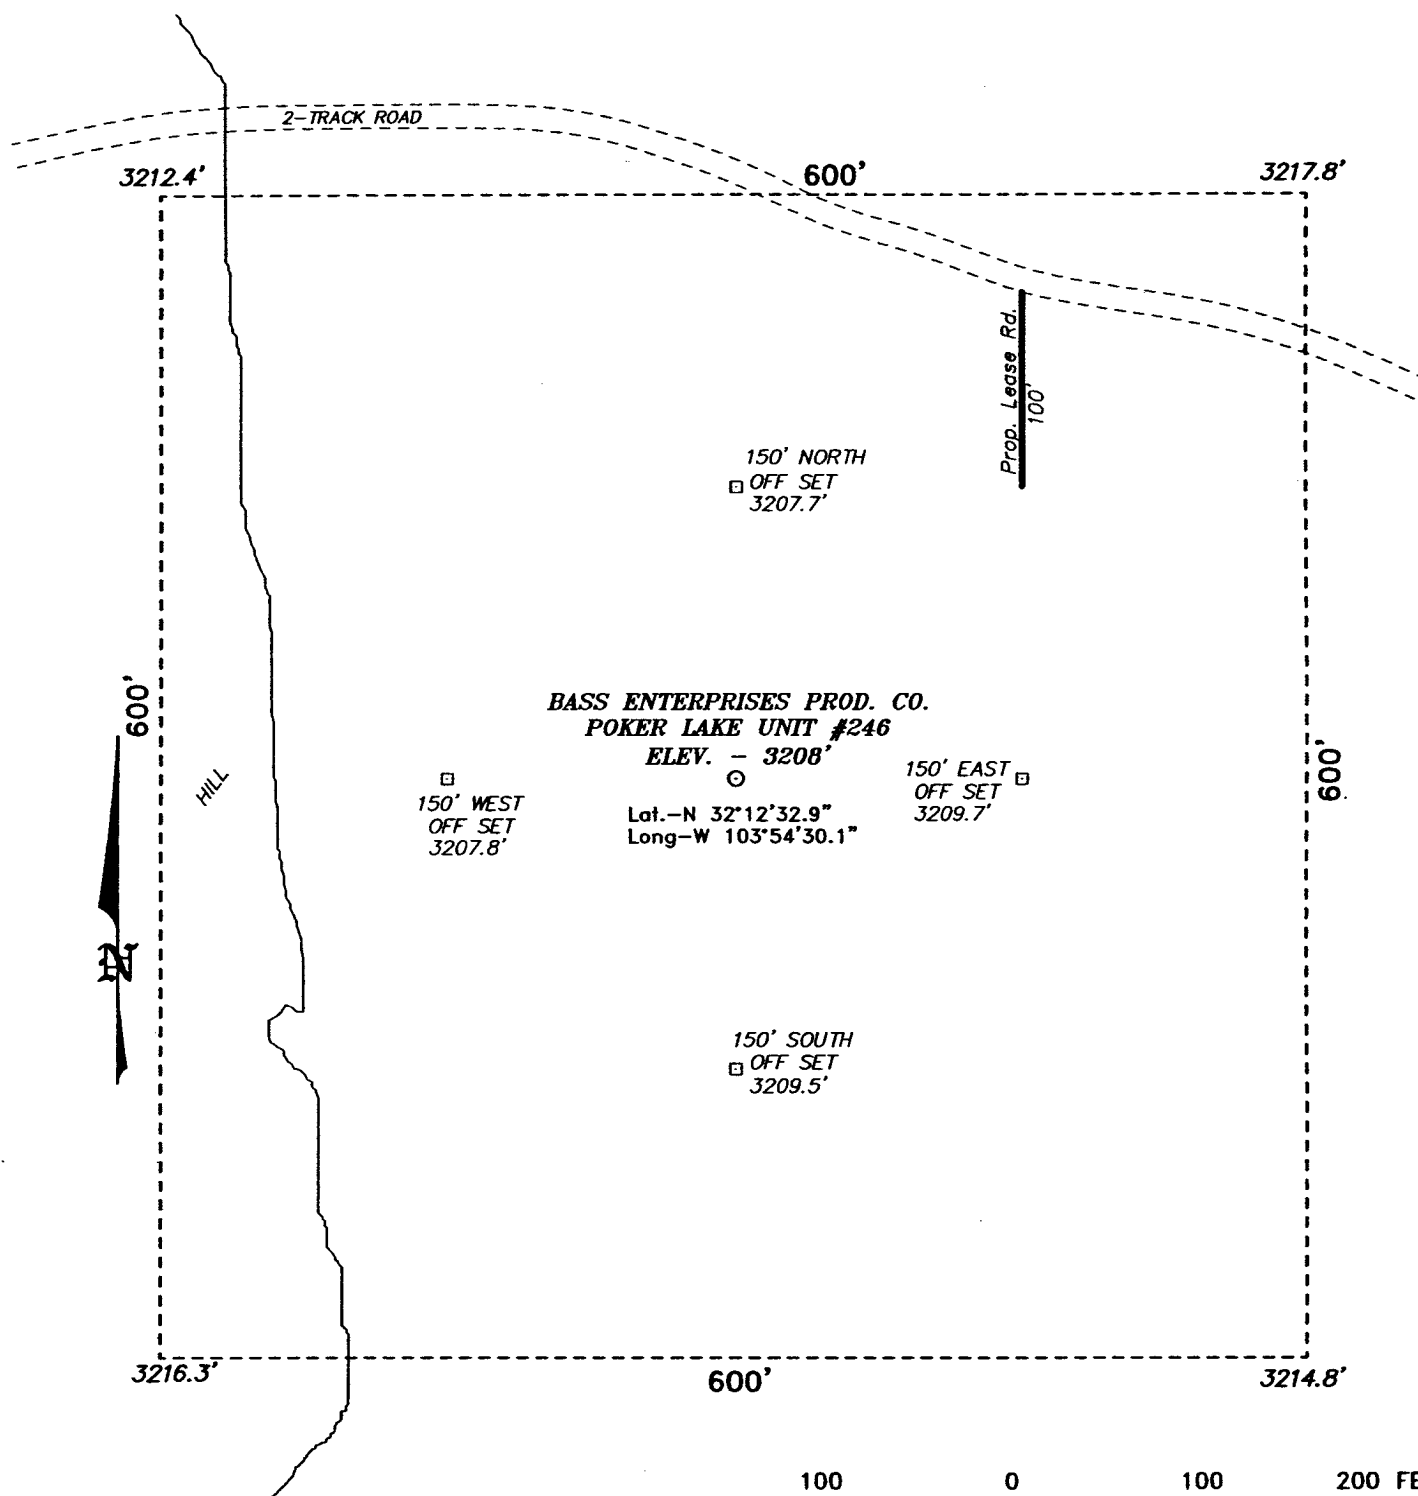 2-TRACK ROAD
3212.4'
600'
3217.8'
Prop. Lease Rd.
100'
150' NORTH
OFF SET
3207.7'
600'
BASS ENTERPRISES PROD. CO.
POKER LAKE UNIT #246
ELEV. - 3208'
HILL
150' WEST
OFF SET
3207.8'
Lat.-N 32°12'32.9"
Long-W 103°54'30.1"
150' EAST
OFF SET
3209.7'
600'
N
150' SOUTH
OFF SET
3209.5'
3216.3'
600'
3214.8'
100 0 100 200 FE